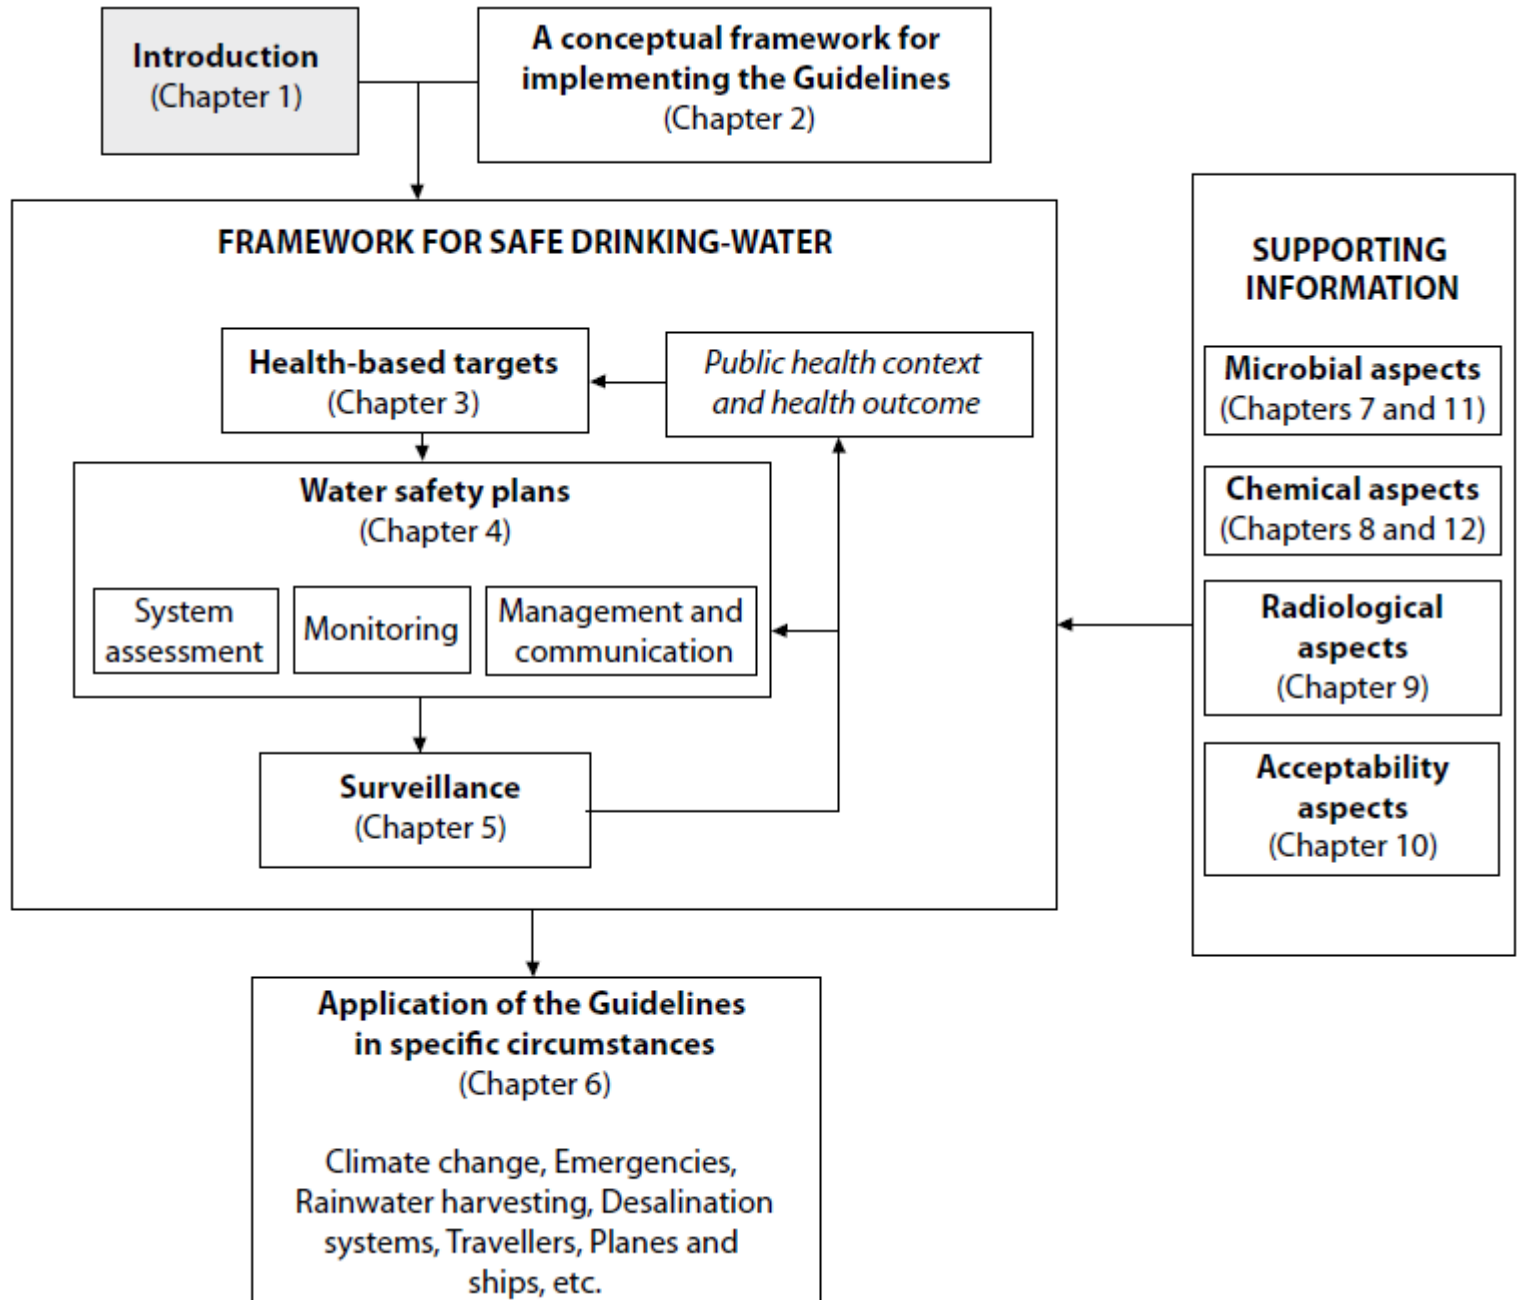 Introduction
(Chapter 1)
A conceptual framework for
implementing the Guidelines
(Chapter 2)
FRAMEWORK FOR SAFE DRINKING-WATER
Health-based targets
(Chapter 3)
Public health context
and health outcome
Water safety plans
(Chapter 4)
System
assessment
Monitoring
Management and
communication
Surveillance
(Chapter 5)
SUPPORTING
INFORMATION
Microbial aspects
(Chapters 7 and 11)
Chemical aspects
(Chapters 8 and 12)
Radiological
aspects
(Chapter 9)
Acceptability
aspects
(Chapter 10)
Application of the Guidelines
in specific circumstances
(Chapter 6)
Climate change, Emergencies,
Rainwater harvesting, Desalination
systems, Travellers, Planes and
ships, etc.